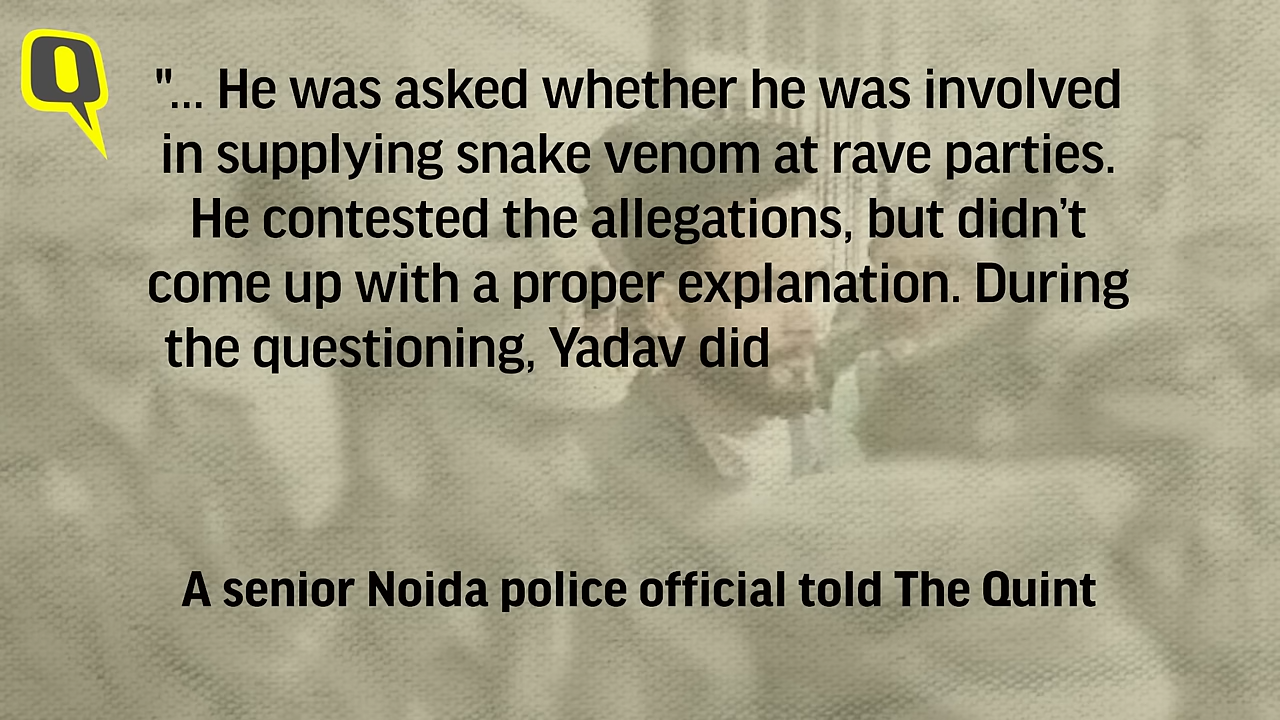 "... He was asked whether he was involved
in supplying snake venom at rave parties.
He contested the allegations, but didn’t
come up with a proper explanation. During
the questioning, Yadav did
A senior Noida police official told The Quint